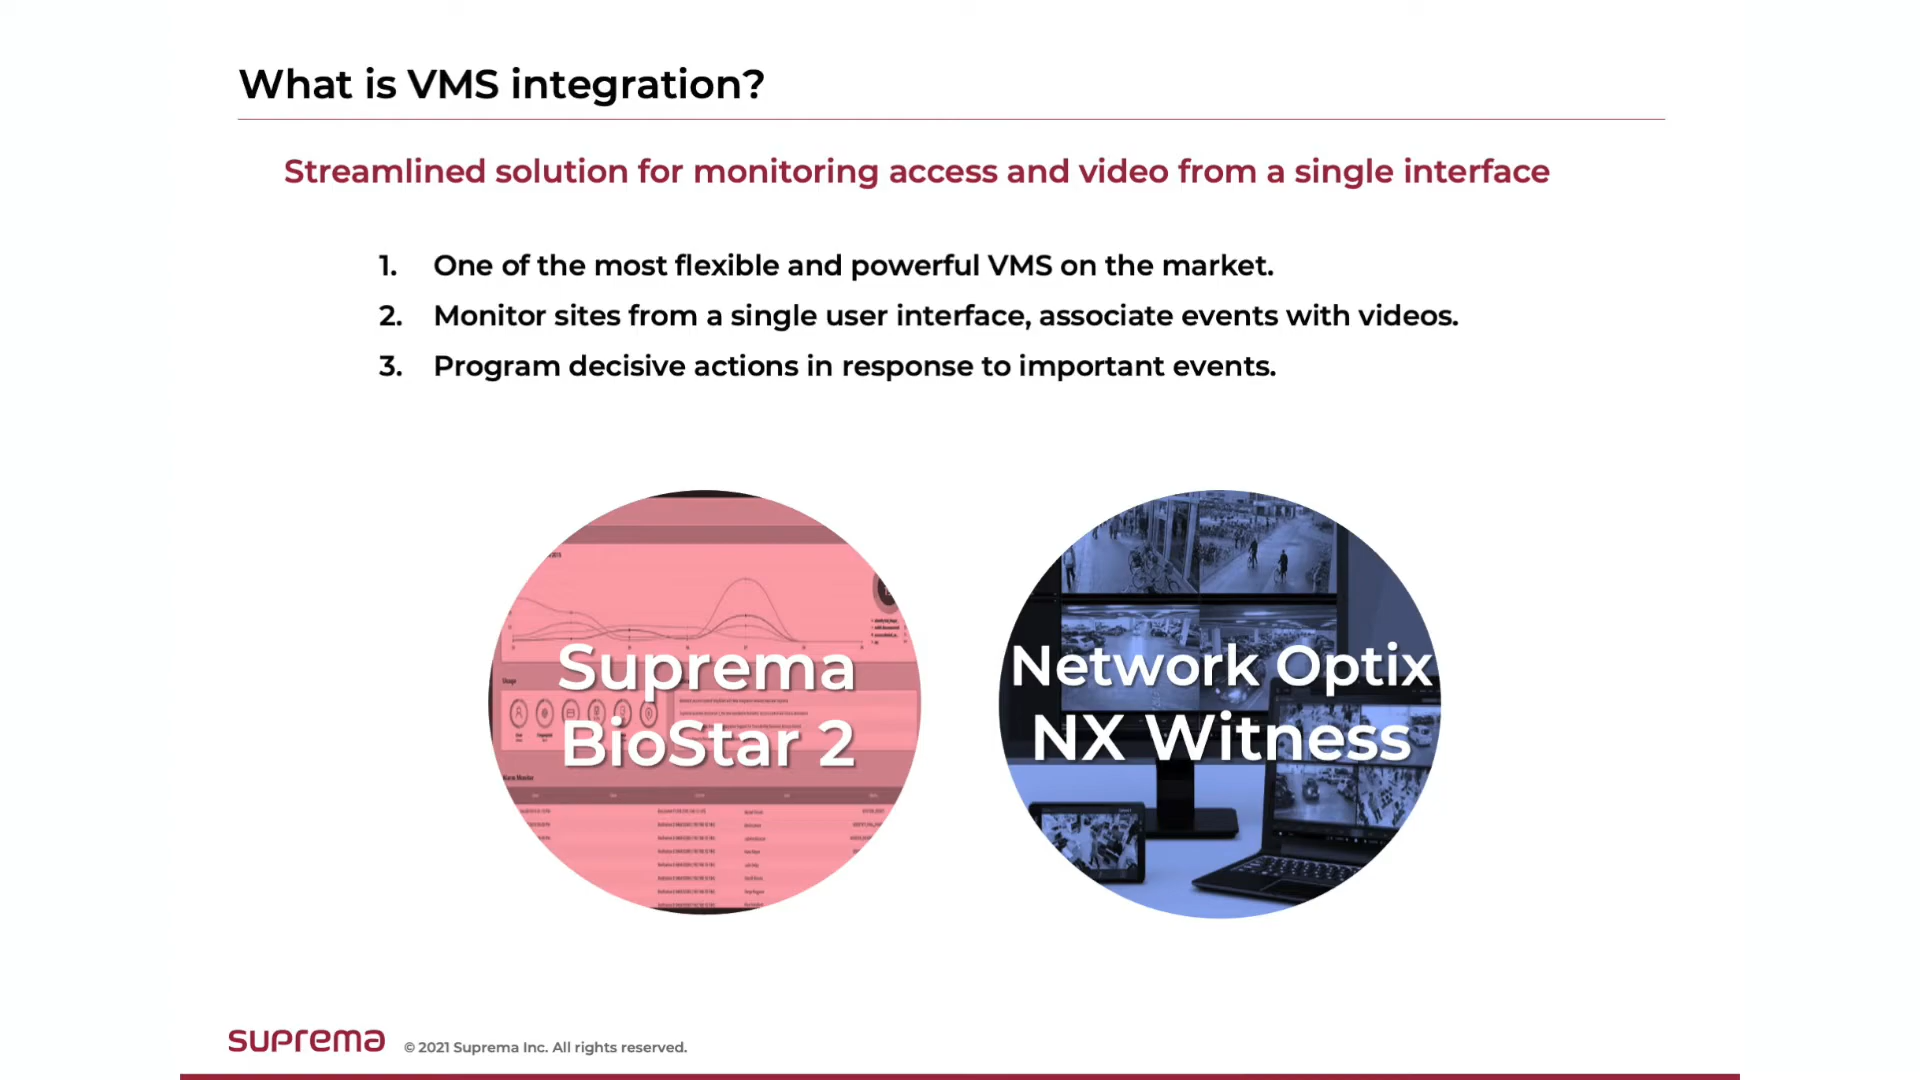 What is VMS integration?
Streamlined solution for monitoring access and video from a single interface
1. One of the most flexible and powerful VMS on the market.
2. Monitor sites from a single user interface, associate events with videos.
3. Program decisive actions in response to important events.
Suprema
BioStar 2
Network Optix
NX Witness
Usage
suprema © 2021 Suprema Inc. All rights reserved.